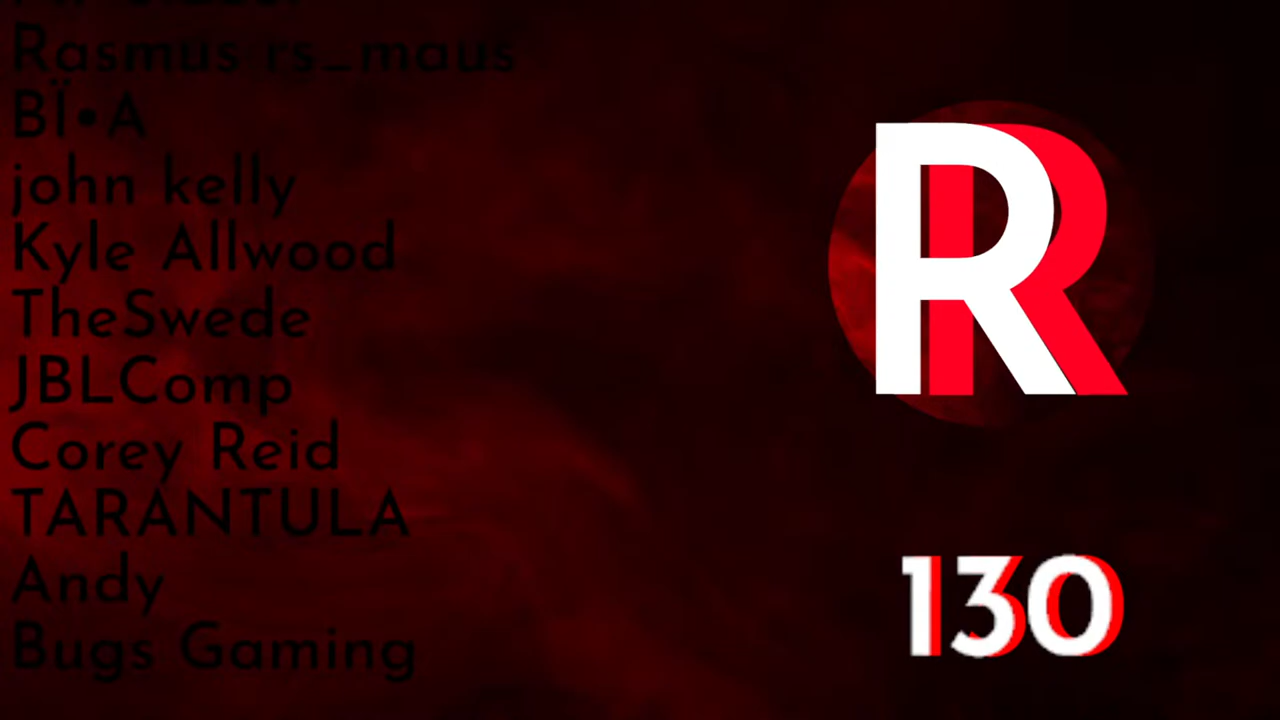 Rasmus rs_maus
BÏ•A
john kelly
Kyle Allwood
TheSwede
JBLComp
Corey Reid
TARANTULA
Andy
Bugs Gaming
R
130